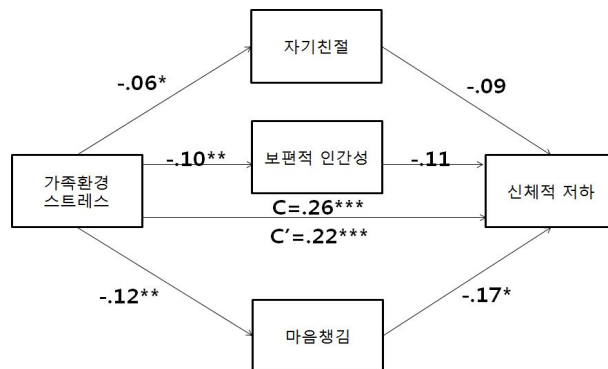 자기친절
-.06*
-.09
보편적 인간성
-.10**
-.11
가족환경
스트레스
신체적 저하
C=.26***
C′=.22***
-.12**
-.17*
마음챙김